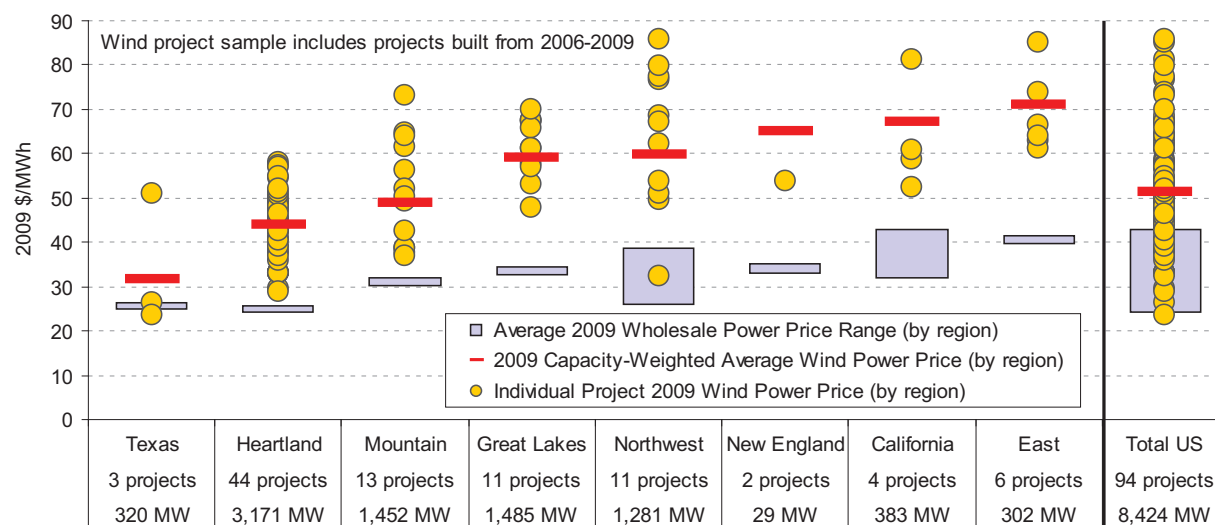 90
80
70
60
50
40
30
20
10
0
2009 $/MWh
Wind project sample includes projects built from 2006-2009
Average 2009 Wholesale Power Price Range (by region)
2009 Capacity-Weighted Average Wind Power Price (by region)
Individual Project 2009 Wind Power Price (by region)
Texas Heartland Mountain Great Lakes Northwest New England California East Total US
3 projects 44 projects 13 projects 11 projects 11 projects 2 projects 4 projects 6 projects 94 projects
320 MW 3,171 MW 1,452 MW 1,485 MW 1,281 MW 29 MW 383 MW 302 MW 8,424 MW